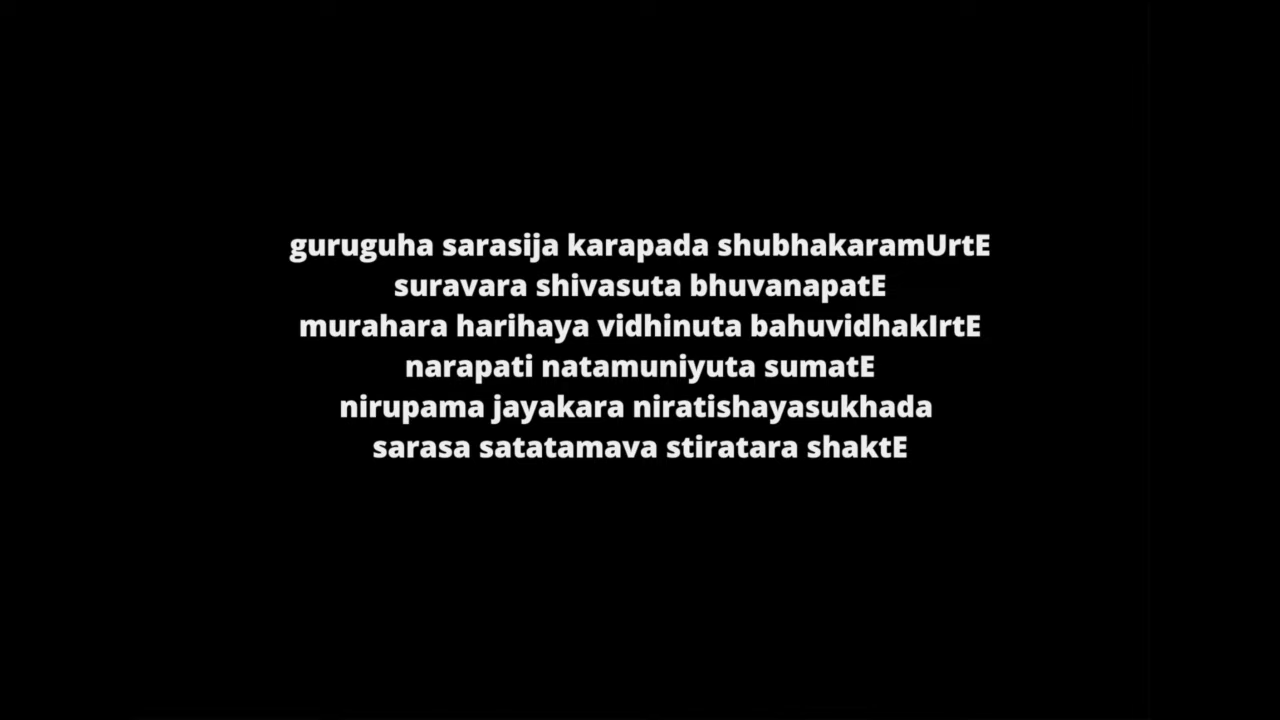 guruguha sarasija karapada shubhakaramUrtE
suravara shivasuta bhuvanapatE
murahara harihaya vidhinuta bahuvidhakIrtE
narapati natamuniyuta sumatE
nirupama jayakara niratishayasukhada
sarasa satatamava stiratara shaktE